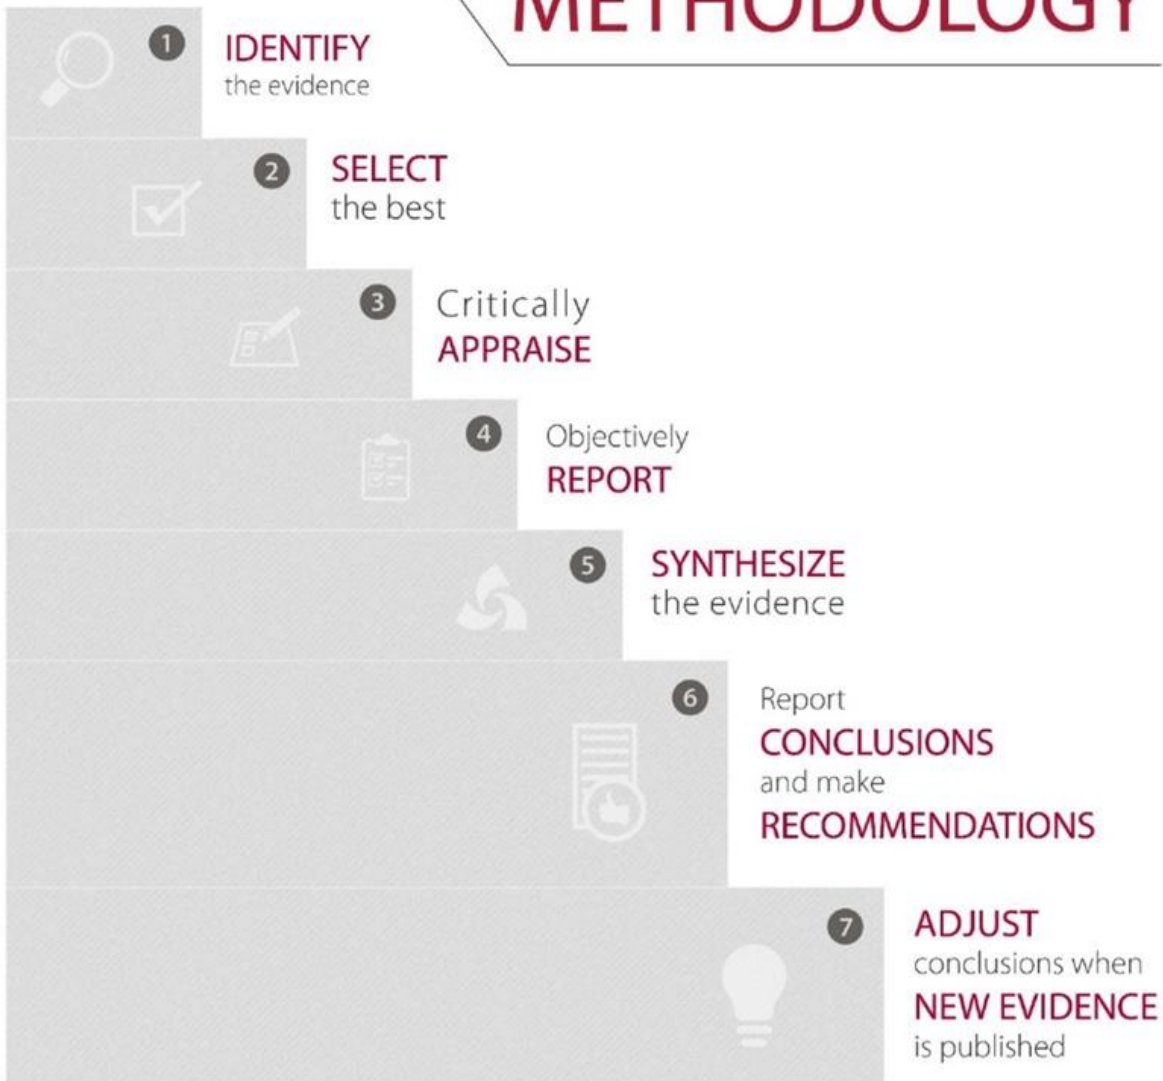 METHODOLOGY
1
IDENTIFY
the evidence
2
SELECT
the best
3
Critically
APPRAISE
4
Objectively
REPORT
5
SYNTHESIZE
the evidence
6
Report
CONCLUSIONS
and make
RECOMMENDATIONS
7
ADJUST
conclusions when
NEW EVIDENCE
is published